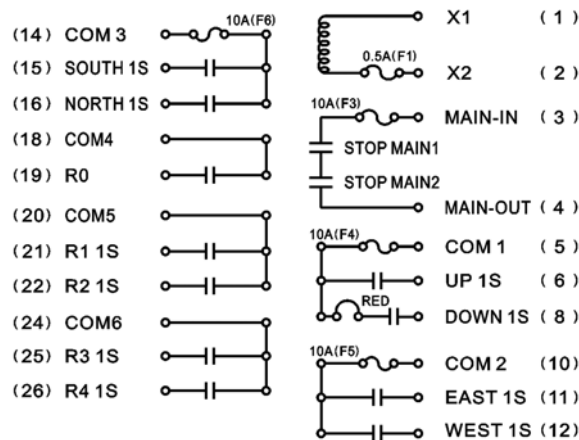 (14) COM 3 10A(F6)
(15) SOUTH 1S
(16) NORTH 1S
(18) COM4
(19) R0
(20) COM5
(21) R1 1S
(22) R2 1S
(24) COM6
(25) R3 1S
(26) R4 1S
X1 (1)
0.5A(F1)
X2 (2)
10A(F3)
MAIN-IN (3)
STOP MAIN1
STOP MAIN2
MAIN-OUT (4)
10A(F4)
COM 1 (5)
UP 1S (6)
RED
DOWN 1S (8)
10A(F5)
COM 2 (10)
EAST 1S (11)
WEST 1S (12)